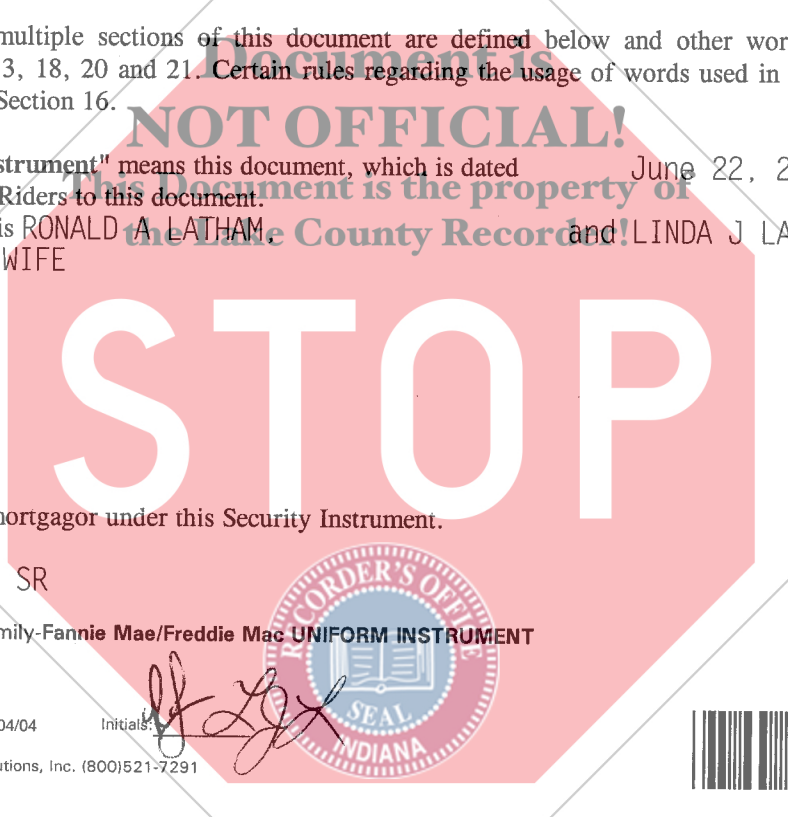 multiple sections of this document are defined below and other wor
Document is
3, 18, 20 and 21. Certain rules regarding the usage of words used in
Section 16.
NOT OFFICIAL!
strument" means this document, which is dated June 22, 2
This Document is the property of
Riders to this document.
is RONALD A LATHAM, and LINDA J LA
the Lake County Recorder!
WIFE
STOP
mortgagor under this Security Instrument.
SR
RECORDER'S OFFICE
mily-Fannie Mae/Freddie Mac UNIFORM INSTRUMENT
SEAL
04/04 Initials:
INDIANA
utions, Inc. (800)521-7291